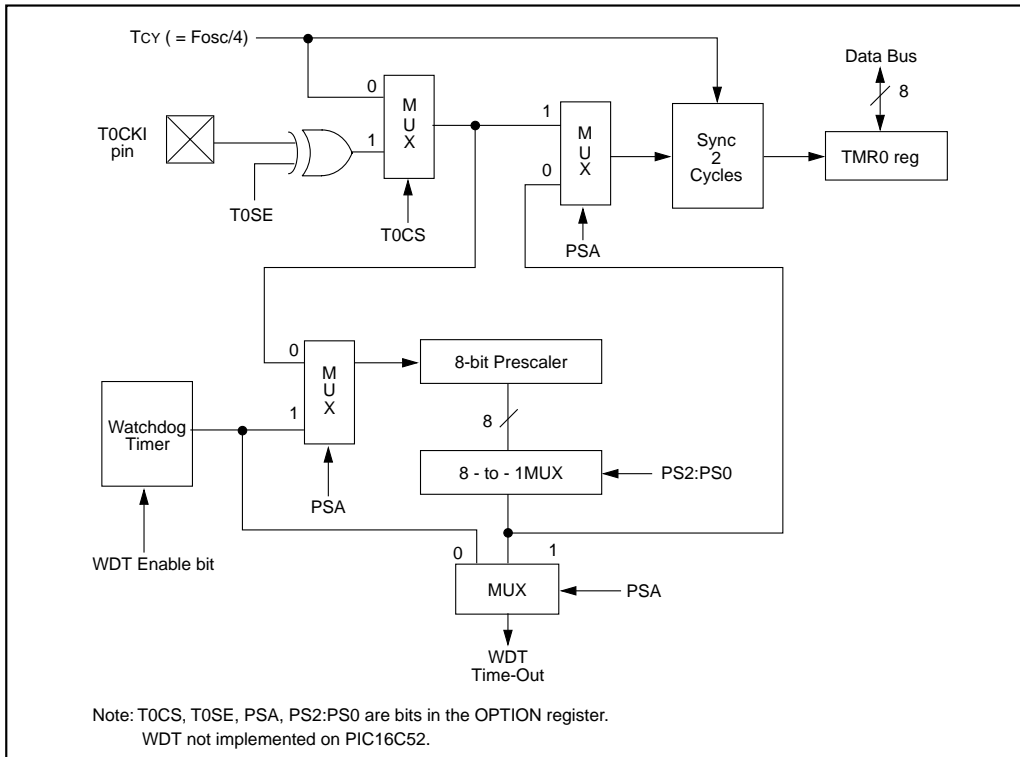 TCY ( = Fosc/4)
Data Bus
0
M
U
X
8
T0CKI
pin
1
1
M
U
X
Sync
2
Cycles
TMR0 reg
0
T0SE
T0CS
PSA
0
M
U
X
8-bit Prescaler
1
Watchdog
Timer
8
8 - to - 1MUX
PS2:PS0
PSA
WDT Enable bit
0
1
MUX
PSA
WDT
Time-Out
Note: T0CS, T0SE, PSA, PS2:PS0 are bits in the OPTION register.
WDT not implemented on PIC16C52.